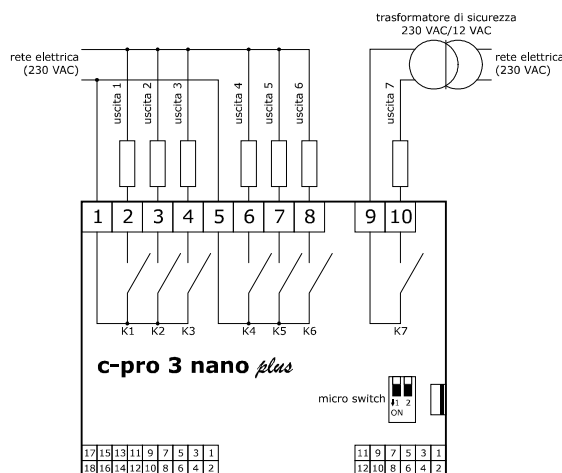 trasformatore di sicurezza
230 VAC/12 VAC
rete elettrica
(230 VAC)
rete elettrica
(230 VAC)
uscita 1
uscita 2
uscita 3
uscita 4
uscita 5
uscita 6
uscita 7
1 2 3 4 5 6 7 8 9 10
K1 K2 K3 K4 K5 K6 K7
c-pro 3 nano plus
micro switch
1 2
ON
17 15 13 11 9 7 5 3 1 11 9 7 5 3 1
18 16 14 12 10 8 6 4 2 12 10 8 6 4 2